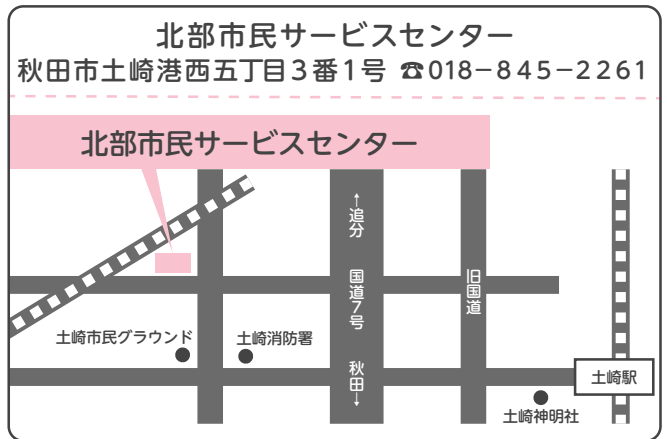 北部市民サービスセンター
秋田市土崎港西五丁目3番1号 ☎018-845-2261
北部市民サービスセンター
←追分
国道7号
秋田→
旧国道
土崎市民グラウンド
土崎消防署
土崎駅
土崎神明社